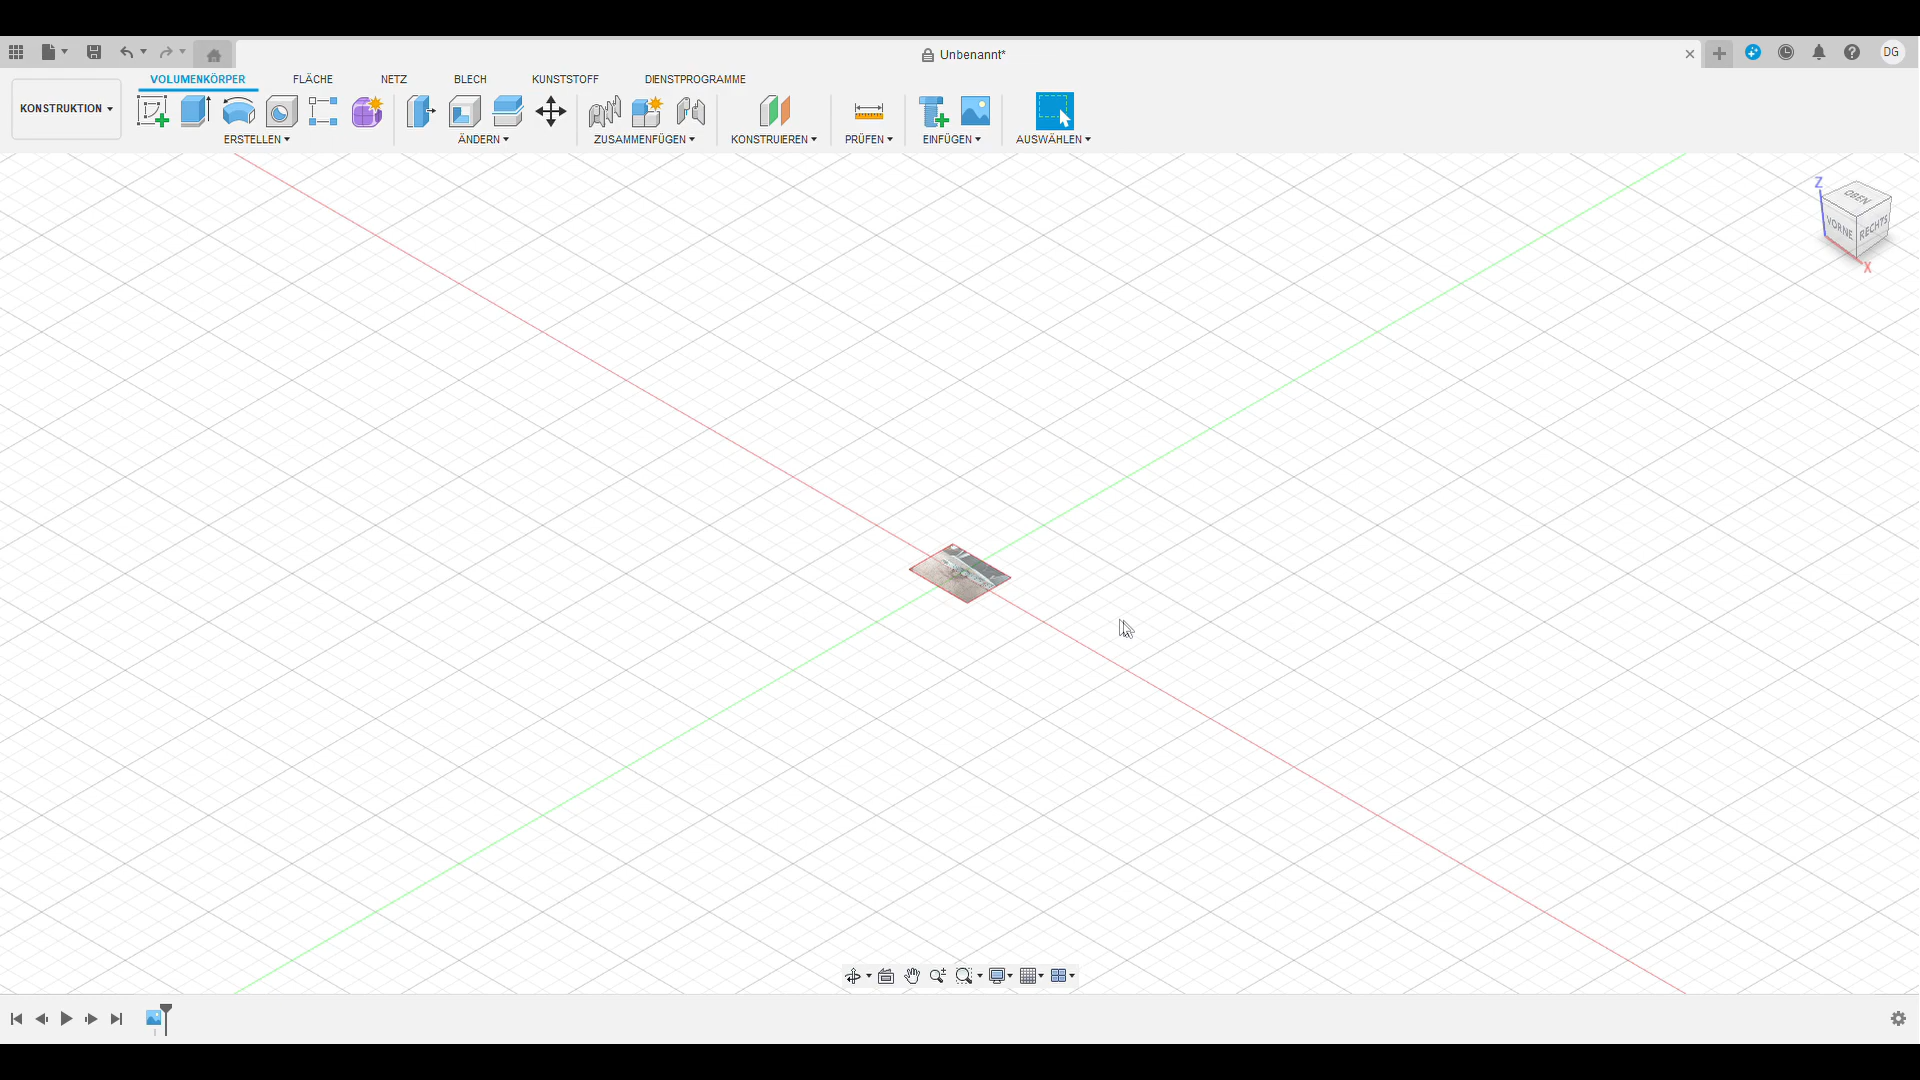 Unbenannt*
DG
VOLUMENKÖRPER FLÄCHE NETZ BLECH KUNSTSTOFF DIENSTPROGRAMME
KONSTRUKTION
ERSTELLEN ÄNDERN ZUSAMMENFÜGEN KONSTRUIEREN PRÜFEN EINFÜGEN AUSWÄHLEN
Z
OBEN
VORNE RECHTS
X